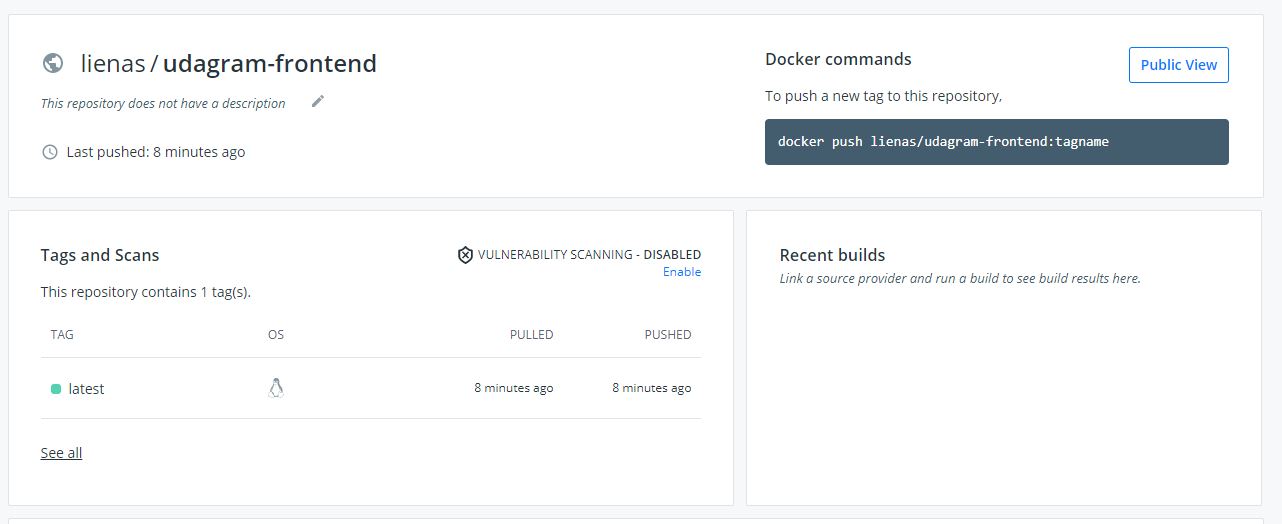 lienas / udagram-frontend
This repository does not have a description
Last pushed: 8 minutes ago
Docker commands
Public View
To push a new tag to this repository,
docker push lienas/udagram-frontend:tagname
Tags and Scans
VULNERABILITY SCANNING - DISABLED
Enable
This repository contains 1 tag(s).
TAG OS PULLED PUSHED
latest 8 minutes ago 8 minutes ago
See all
Recent builds
Link a source provider and run a build to see build results here.